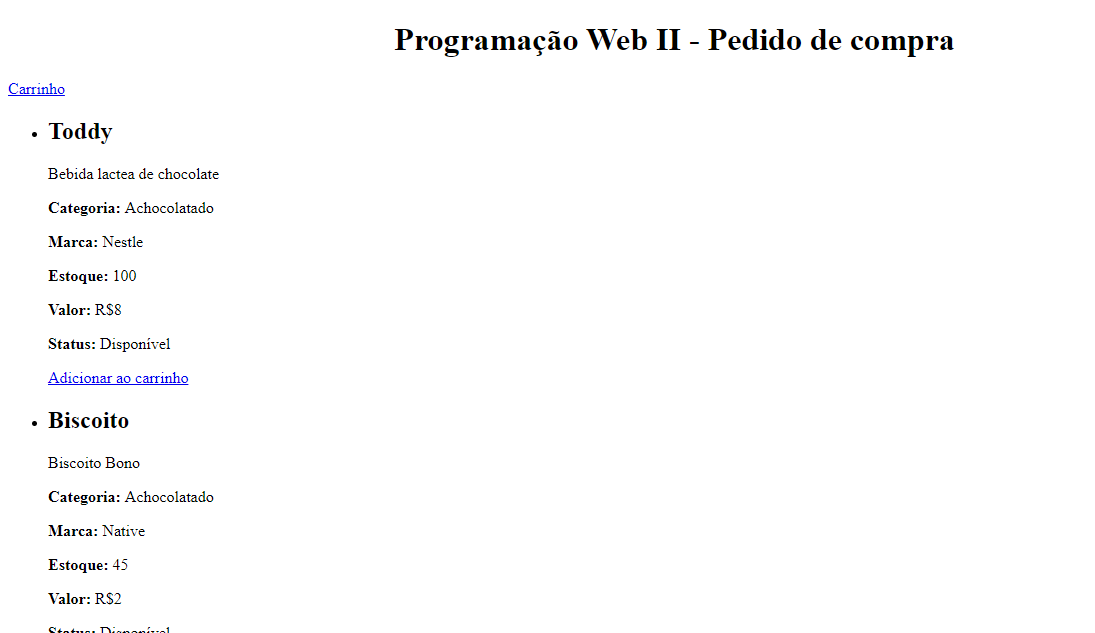 Programação Web II - Pedido de compra
Carrinho
Toddy
Bebida lactea de chocolate
Categoria: Achocolatado
Marca: Nestle
Estoque: 100
Valor: R$8
Status: Disponível
Adicionar ao carrinho
Biscoito
Biscoito Bono
Categoria: Achocolatado
Marca: Native
Estoque: 45
Valor: R$2
Status: Disponível